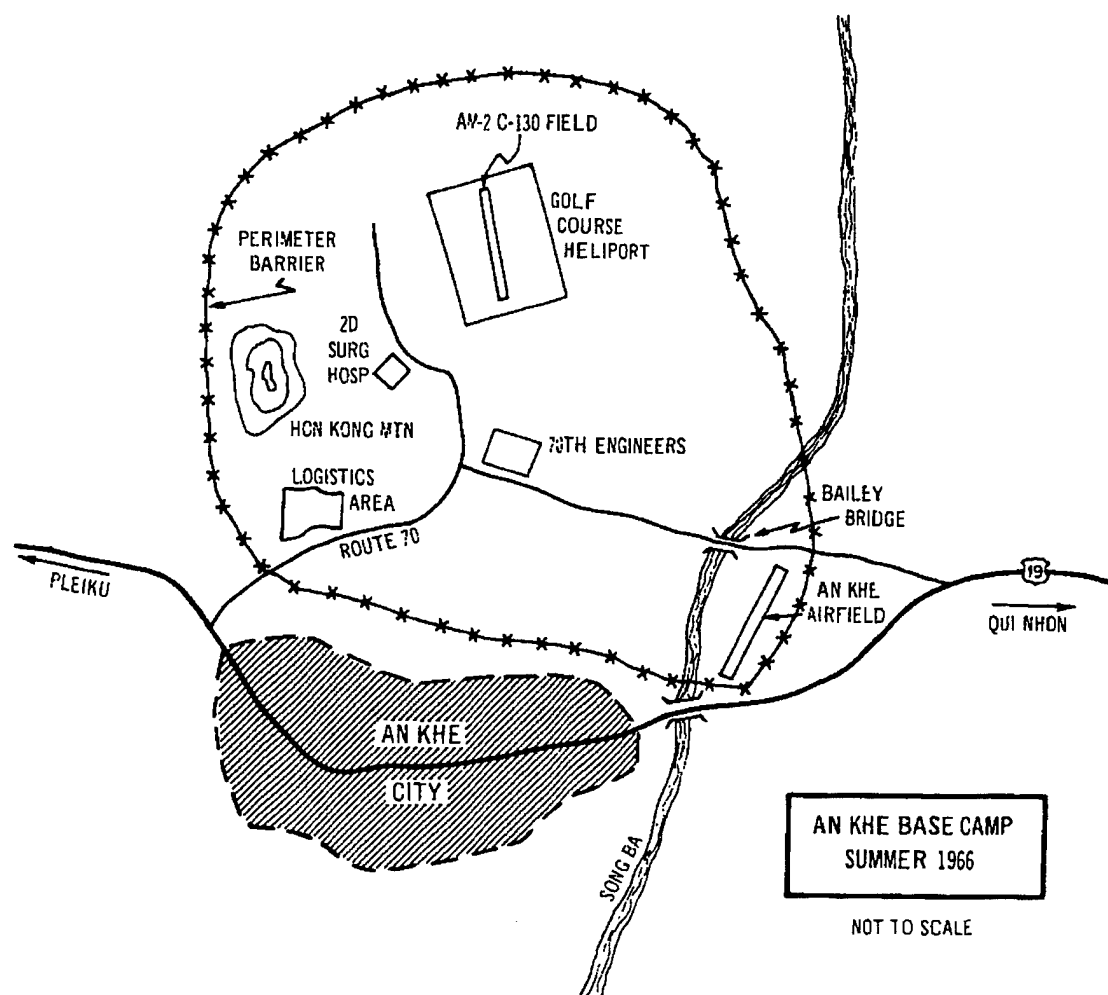 AM-2 C-130 FIELD
GOLF
COURSE
HELIPORT
PERIMETER
BARRIER
2D
SURG
HOSP
HON KONG MTN
70TH ENGINEERS
LOGISTICS
AREA
BAILEY
BRIDGE
ROUTE 70
PLEIKU
19
AN KHE
AIRFIELD
QUI NHON
AN KHE
CITY
SONG BA
AN KHE BASE CAMP
SUMMER 1966
NOT TO SCALE